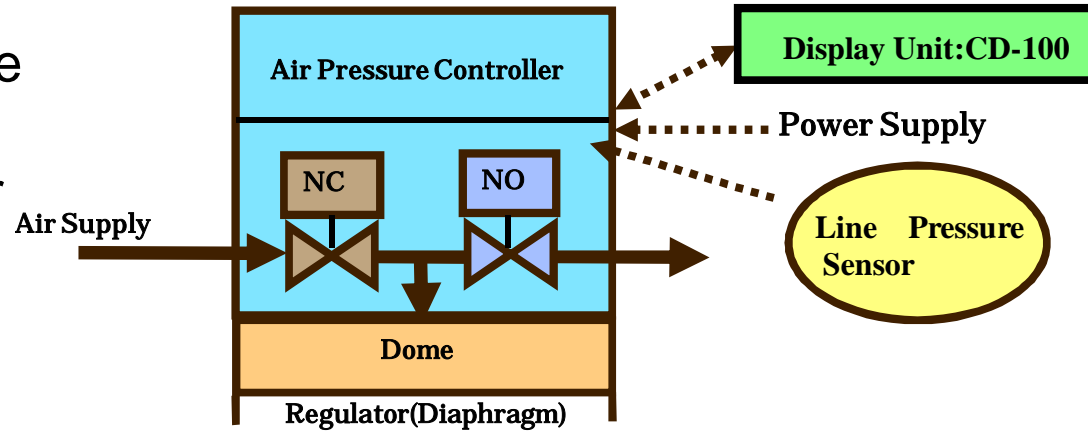 e
Display Unit:CD-100
Air Pressure Controller
Power Supply
NC
NO
Air Supply
Line Pressure
Sensor
Dome
Regulator(Diaphragm)